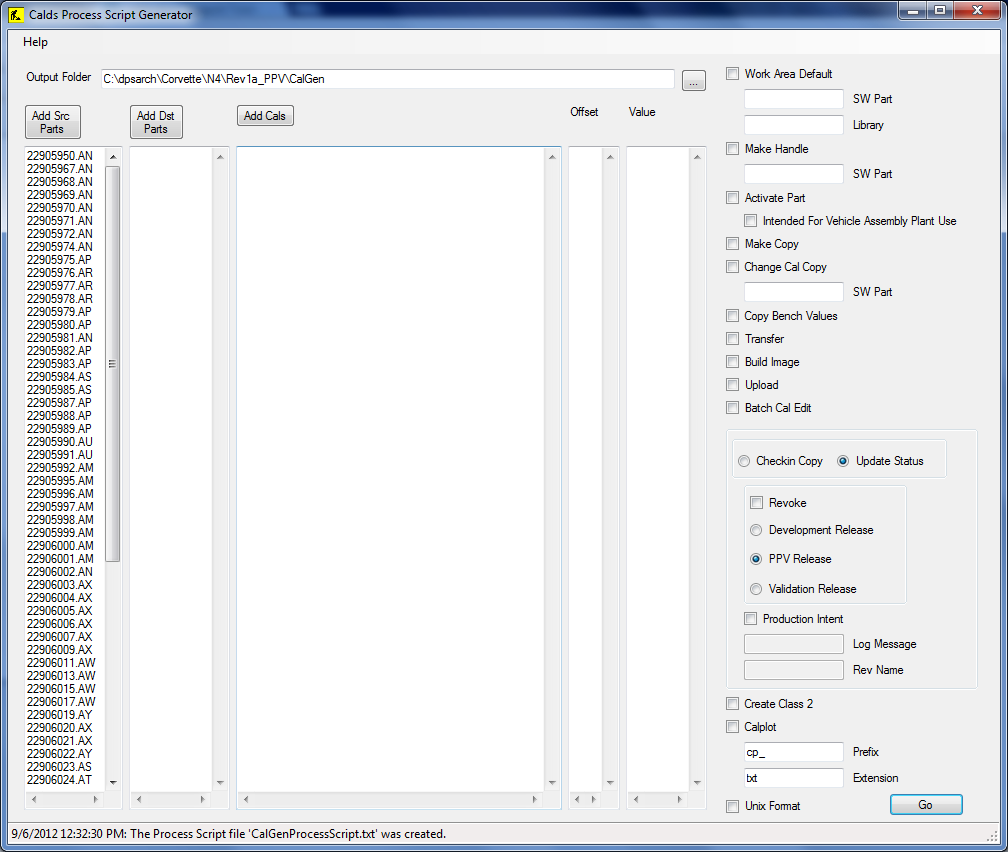 Calds Process Script Generator
Help
Output Folder C:\dpsarch\Corvette\N4\Rev1a_PPV\CalGen ...
Add Src Parts
Add Dst Parts
Add Cals
Offset
Value
22905950.AN
22905967.AN
22905968.AN
22905969.AN
22905970.AN
22905971.AN
22905972.AN
22905974.AN
22905975.AP
22905976.AR
22905977.AR
22905978.AR
22905979.AP
22905980.AP
22905981.AN
22905982.AP
22905983.AP
22905984.AS
22905985.AS
22905987.AP
22905988.AP
22905989.AP
22905990.AU
22905991.AU
22905992.AM
22905995.AM
22905996.AM
22905997.AM
22905998.AM
22905999.AM
22906000.AM
22906001.AM
22906002.AN
22906003.AX
22906004.AX
22906005.AX
22906006.AX
22906007.AX
22906009.AX
22906011.AW
22906013.AW
22906015.AW
22906017.AW
22906019.AY
22906020.AX
22906021.AX
22906022.AY
22906023.AS
22906024.AT
Work Area Default
SW Part
Library
Make Handle
SW Part
Activate Part
Intended For Vehicle Assembly Plant Use
Make Copy
Change Cal Copy
SW Part
Copy Bench Values
Transfer
Build Image
Upload
Batch Cal Edit
Checkin Copy Update Status
Revoke
Development Release
PPV Release
Validation Release
Production Intent
Log Message
Rev Name
Create Class 2
Calplot
cp_ Prefix
txt Extension
Unix Format Go
9/6/2012 12:32:30 PM: The Process Script file 'CalGenProcessScript.txt' was created.